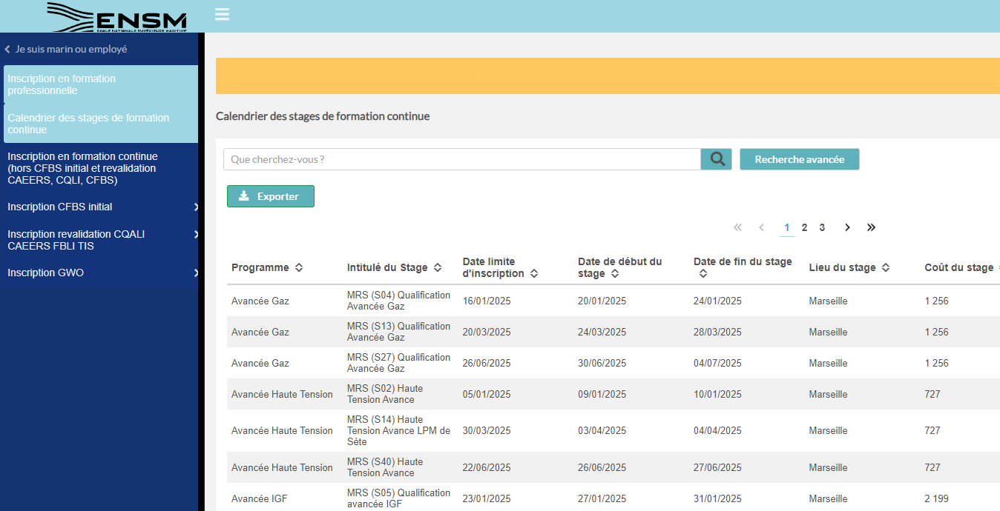 ENSM
ÉCOLE NATIONALE SUPÉRIEURE MARITIME
Je suis marin ou employé
Inscription en formation
professionnelle
Calendrier des stages de formation
continue
Inscription en formation continue
(hors CFBS initial et revalidation
CAEERS, CQLI, CFBS)
Inscription CFBS initial
Inscription revalidation CQALI
CAEERS FBLI TIS
Inscription GWO
Calendrier des stages de formation continue
Que cherchez-vous ?
Recherche avancée
Exporter
1 2 3
Programme Intitulé du Stage Date limite d'inscription Date de début du stage Date de fin du stage Lieu du stage Coût du stage
Avancée Gaz MRS (S04) Qualification Avancée Gaz 16/01/2025 20/01/2025 24/01/2025 Marseille 1 256
Avancée Gaz MRS (S13) Qualification Avancée Gaz 20/03/2025 24/03/2025 28/03/2025 Marseille 1 256
Avancée Gaz MRS (S27) Qualification Avancée Gaz 26/06/2025 30/06/2025 04/07/2025 Marseille 1 256
Avancée Haute Tension MRS (S02) Haute Tension Avance 05/01/2025 09/01/2025 10/01/2025 Marseille 727
Avancée Haute Tension MRS (S14) Haute Tension Avance LPM de Sète 30/03/2025 03/04/2025 04/04/2025 Marseille 727
Avancée Haute Tension MRS (S40) Haute Tension Avance 22/06/2025 26/06/2025 27/06/2025 Marseille 727
Avancée IGF MRS (S05) Qualification avancée IGF 23/01/2025 27/01/2025 31/01/2025 Marseille 2 199